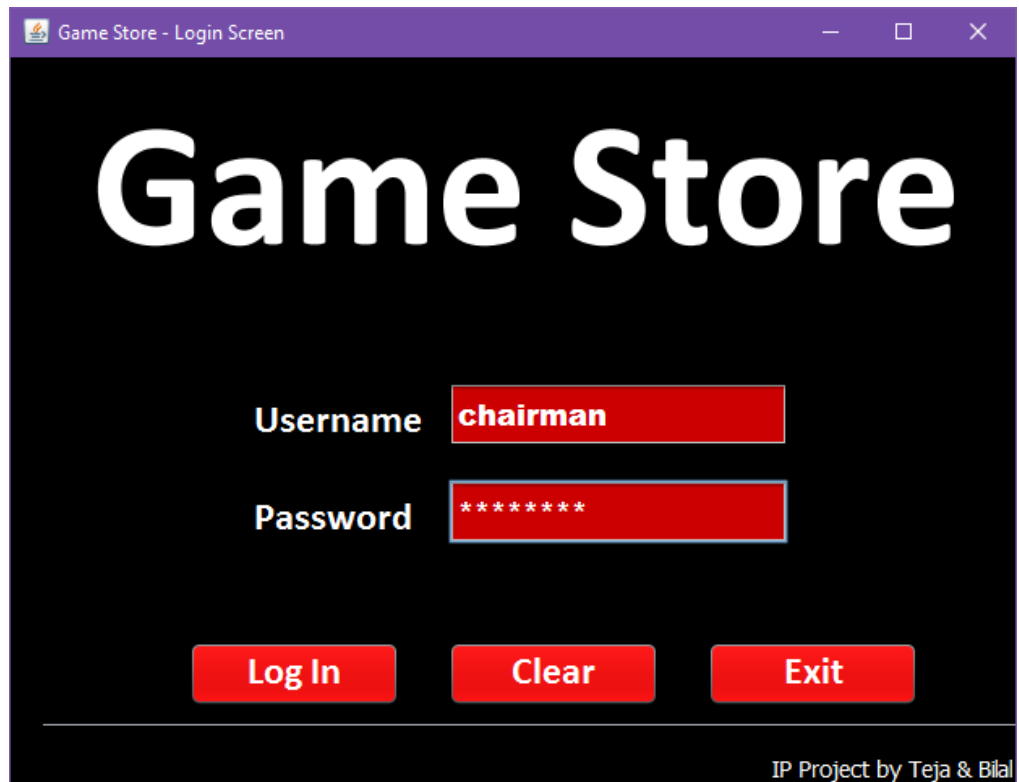 Game Store - Login Screen
Game Store
Username chairman
Password ********
Log In Clear Exit
IP Project by Teja & Bilal